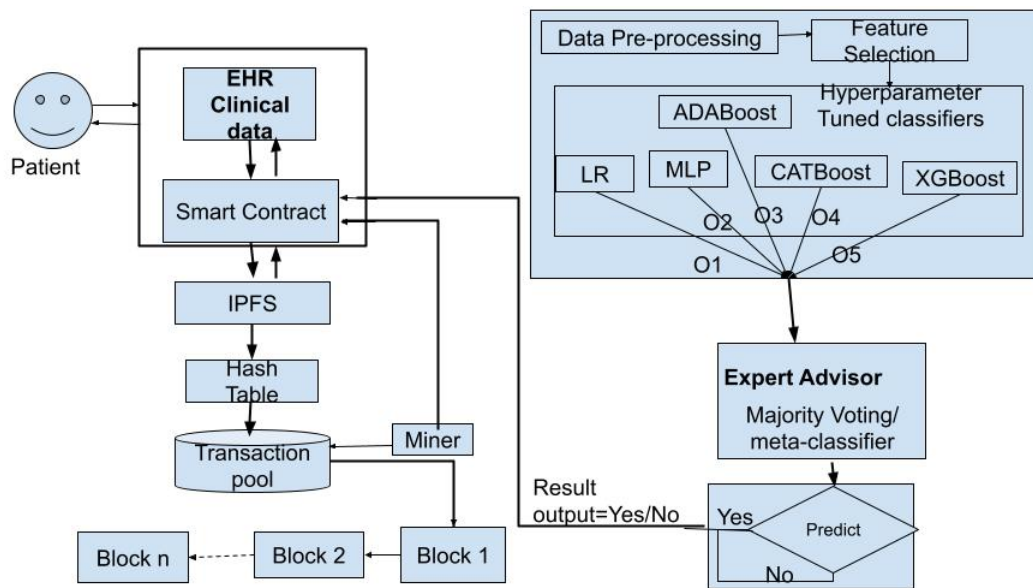 EHR
Clinical
data
Patient
Smart Contract
IPFS
Hash
Table
Transaction
pool
Miner
Block n
Block 2
Block 1
Data Pre-processing
Feature
Selection
Hyperparameter
Tuned classifiers
ADABoost
LR
MLP
CATBoost
XGBoost
O1
O2
O3
O4
O5
Expert Advisor
Majority Voting/
meta-classifier
Result
output=Yes/No
Yes
Predict
No